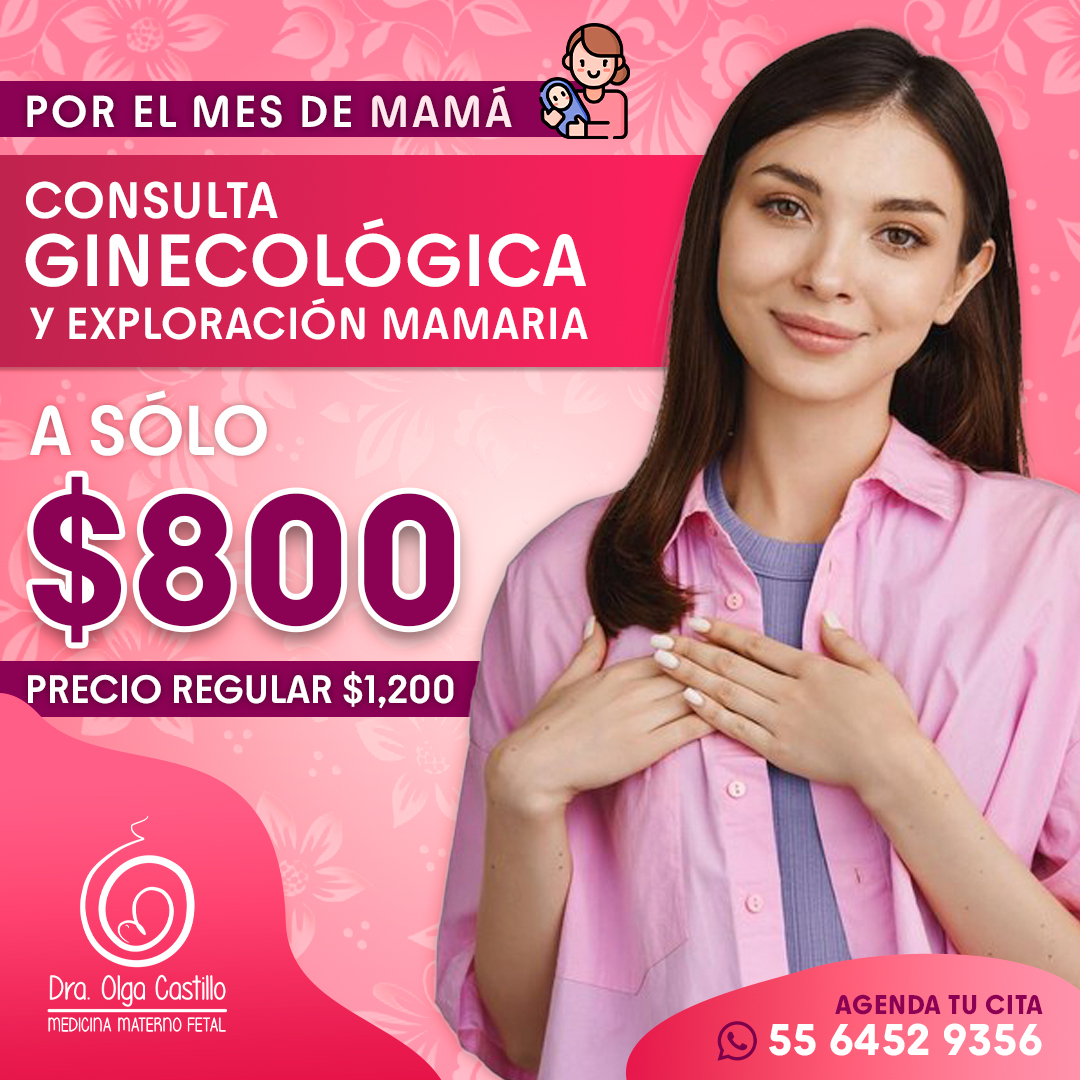 POR EL MES DE MAMÁ
CONSULTA
GINECOLÓGICA
Y EXPLORACIÓN MAMARIA
A SÓLO
$800
PRECIO REGULAR $1,200
Dra. Olga Castillo
MEDICINA MATERNO FETAL
AGENDA TU CITA
55 6452 9356